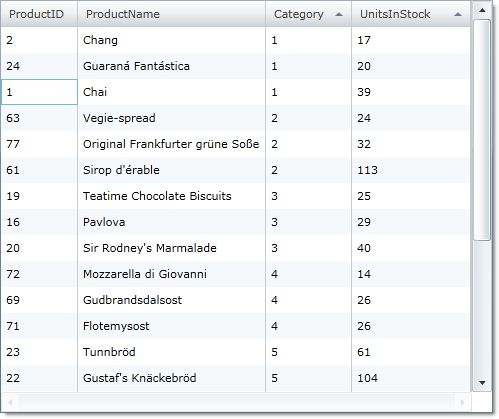 ProductID ProductName Category UnitsInStock
2 Chang 1 17
24 Guaraná Fantástica 1 20
1 Chai 1 39
63 Vegie-spread 2 24
77 Original Frankfurter grüne Soße 2 32
61 Sirop d'érable 2 113
19 Teatime Chocolate Biscuits 3 25
16 Pavlova 3 29
20 Sir Rodney's Marmalade 3 40
72 Mozzarella di Giovanni 4 14
69 Gudbrandsdalsost 4 26
71 Flotemysost 4 26
23 Tunnbröd 5 61
22 Gustaf's Knäckebröd 5 104